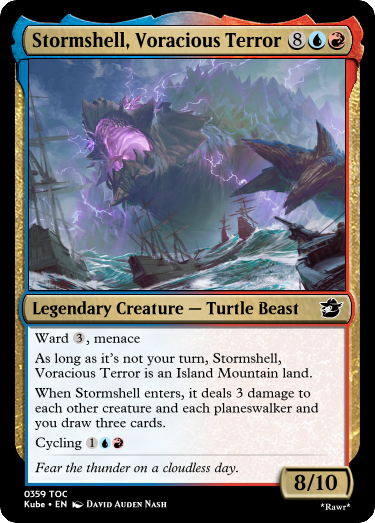 Stormshell, Voracious Terror 8
Legendary Creature — Turtle Beast
Ward 3, menace
As long as it's not your turn, Stormshell,
Voracious Terror is an Island Mountain land.
When Stormshell enters, it deals 3 damage to
each other creature and each planeswalker and
you draw three cards.
Cycling 1
Fear the thunder on a cloudless day.
8/10
0359 TOC
Kube • EN David Auden Nash
*Rawr*